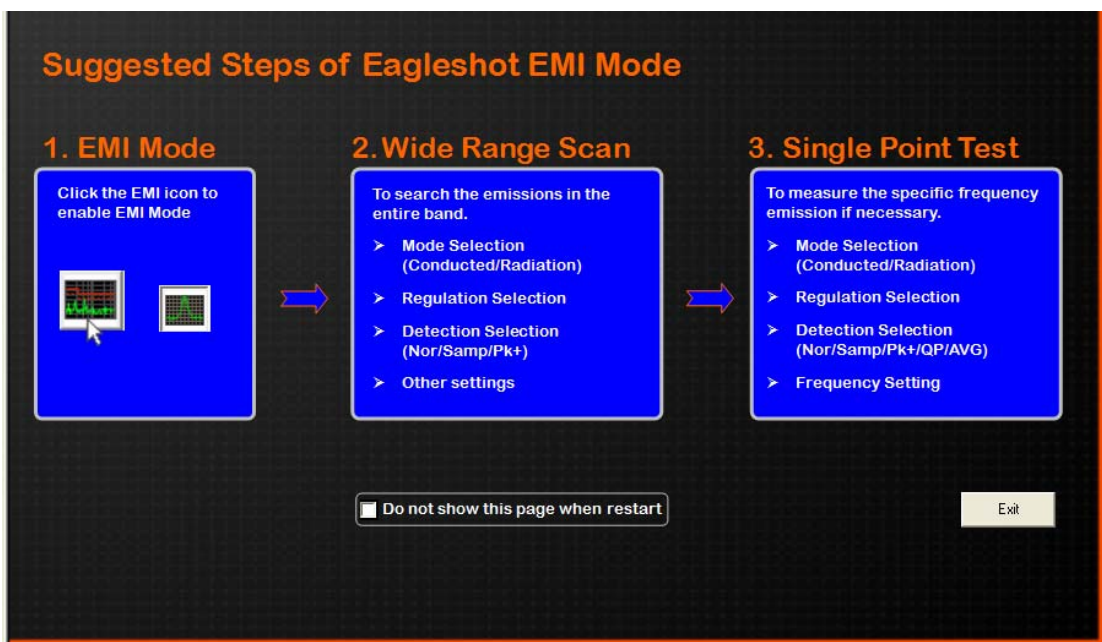 Suggested Steps of Eagleshot EMI Mode
1. EMI Mode
Click the EMI icon to
enable EMI Mode
2. Wide Range Scan
To search the emissions in the
entire band.
➢ Mode Selection
(Conducted/Radiation)
➢ Regulation Selection
➢ Detection Selection
(Nor/Samp/Pk+)
➢ Other settings
3. Single Point Test
To measure the specific frequency
emission if necessary.
➢ Mode Selection
(Conducted/Radiation)
➢ Regulation Selection
➢ Detection Selection
(Nor/Samp/Pk+/QP/AVG)
➢ Frequency Setting
Do not show this page when restart
Exit